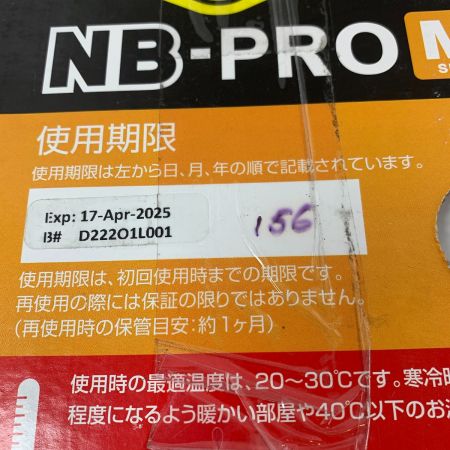 NB-PRO M
使用期限
使用期限は左から日、月、年の順で記載されています。
Exp: 17-Apr-2025
B# D222O1L001
156
使用期限は、初回使用時までの期限です。
再使用の際には保証の限りではありません。
(再使用時の保管目安:約1ヶ月)
使用時の最適温度は、20〜30℃です。寒冷時
程度になるよう暖かい部屋や40℃以下のお